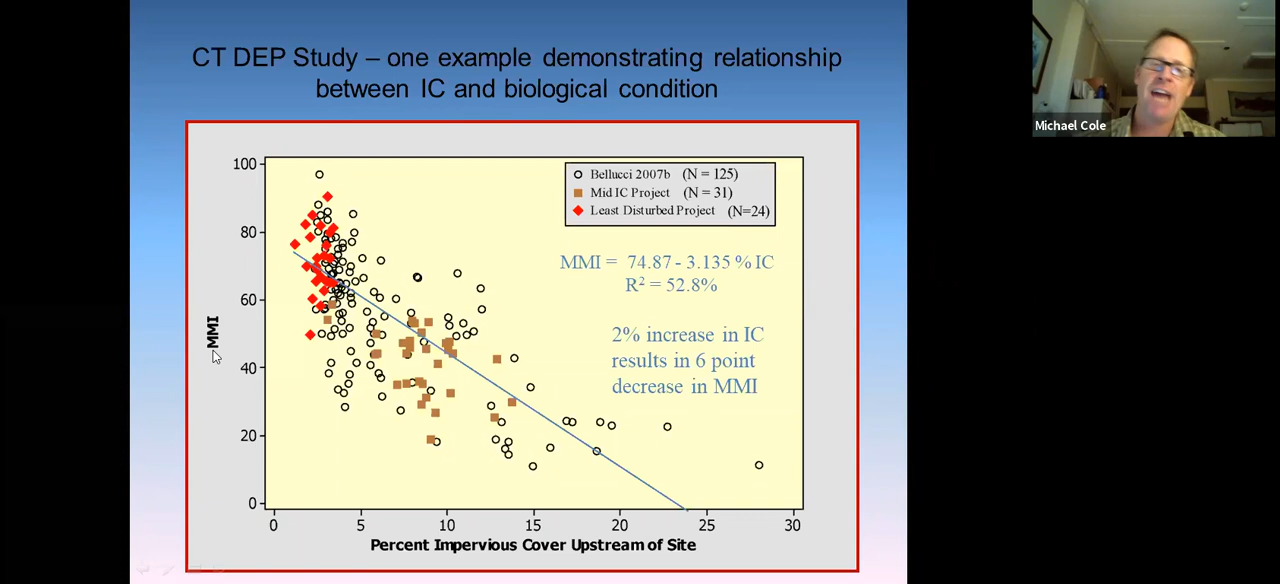 CT DEP Study – one example demonstrating relationship
between IC and biological condition
Michael Cole
100
80
60
40
20
0
MMI
Bellucci 2007b (N = 125)
Mid IC Project (N = 31)
Least Disturbed Project (N=24)
MMI = 74.87 - 3.135 % IC
R² = 52.8%
2% increase in IC
results in 6 point
decrease in MMI
0 5 10 15 20 25 30
Percent Impervious Cover Upstream of Site